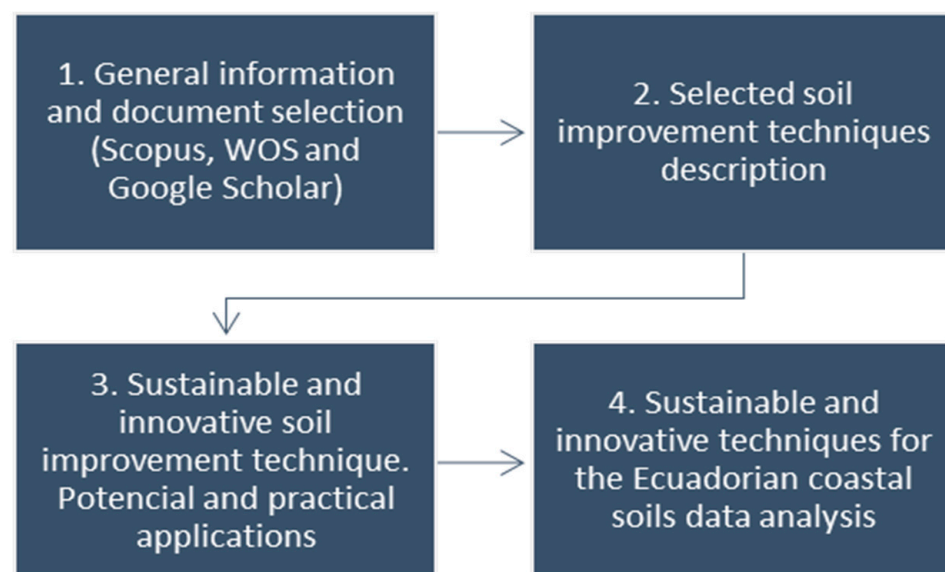 1. General information
and document selection
(Scopus, WOS and
Google Scholar)
2. Selected soil
improvement techniques
description
3. Sustainable and
innovative soil
improvement technique.
Potencial and practical
applications
4. Sustainable and
innovative techniques for
the Ecuadorian coastal
soils data analysis